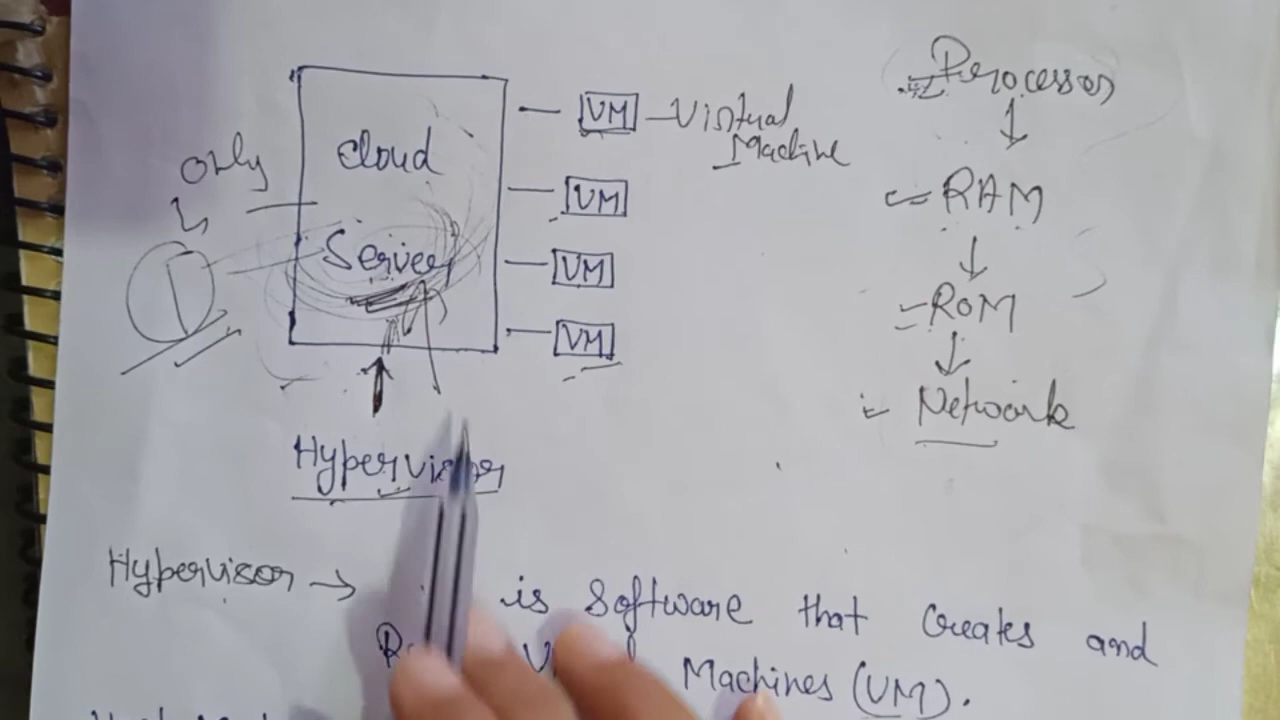 Only
1
Cloud
Server
VM
Virtual
Machine
VM
VM
VM
Processor
RAM
ROM
Network
Hypervisor
Hypervisor → is software that creates and
Machines (VM).